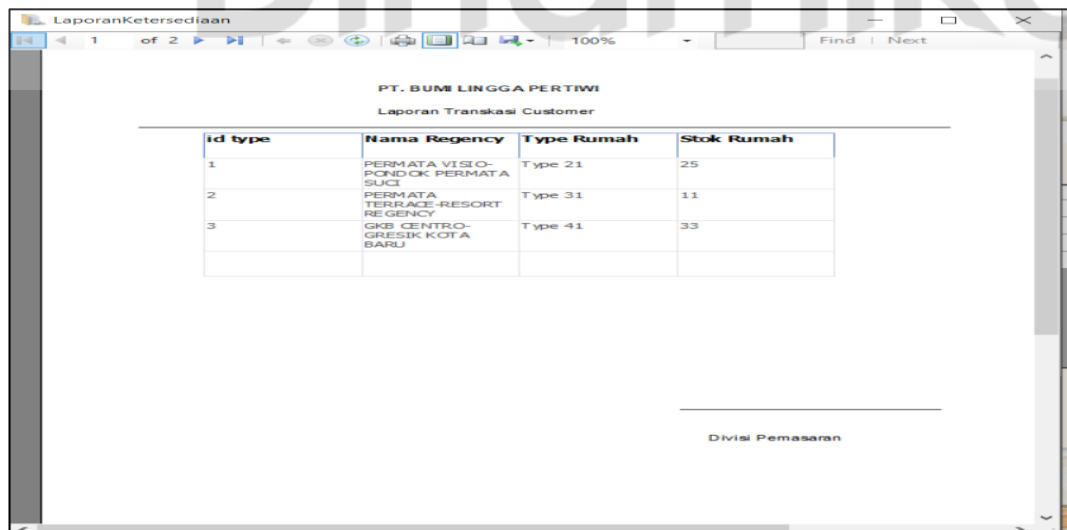 Dinamika
LaporanKetersediaan
1 of 2 100% Find | Next
PT. BUMI LINGGA PERTIWI
Laporan Transkasi Customer
id type Nama Regency Type Rumah Stok Rumah
1 PERMATA VISIO- Type 21 25
PONDOK PERMATA
SUCI
2 PERMATA Type 31 11
TERRACE-RESORT
REGENCY
3 GKB CENTRO- Type 41 33
GRESIK KOTA
BARU
Divisi Pemasaran